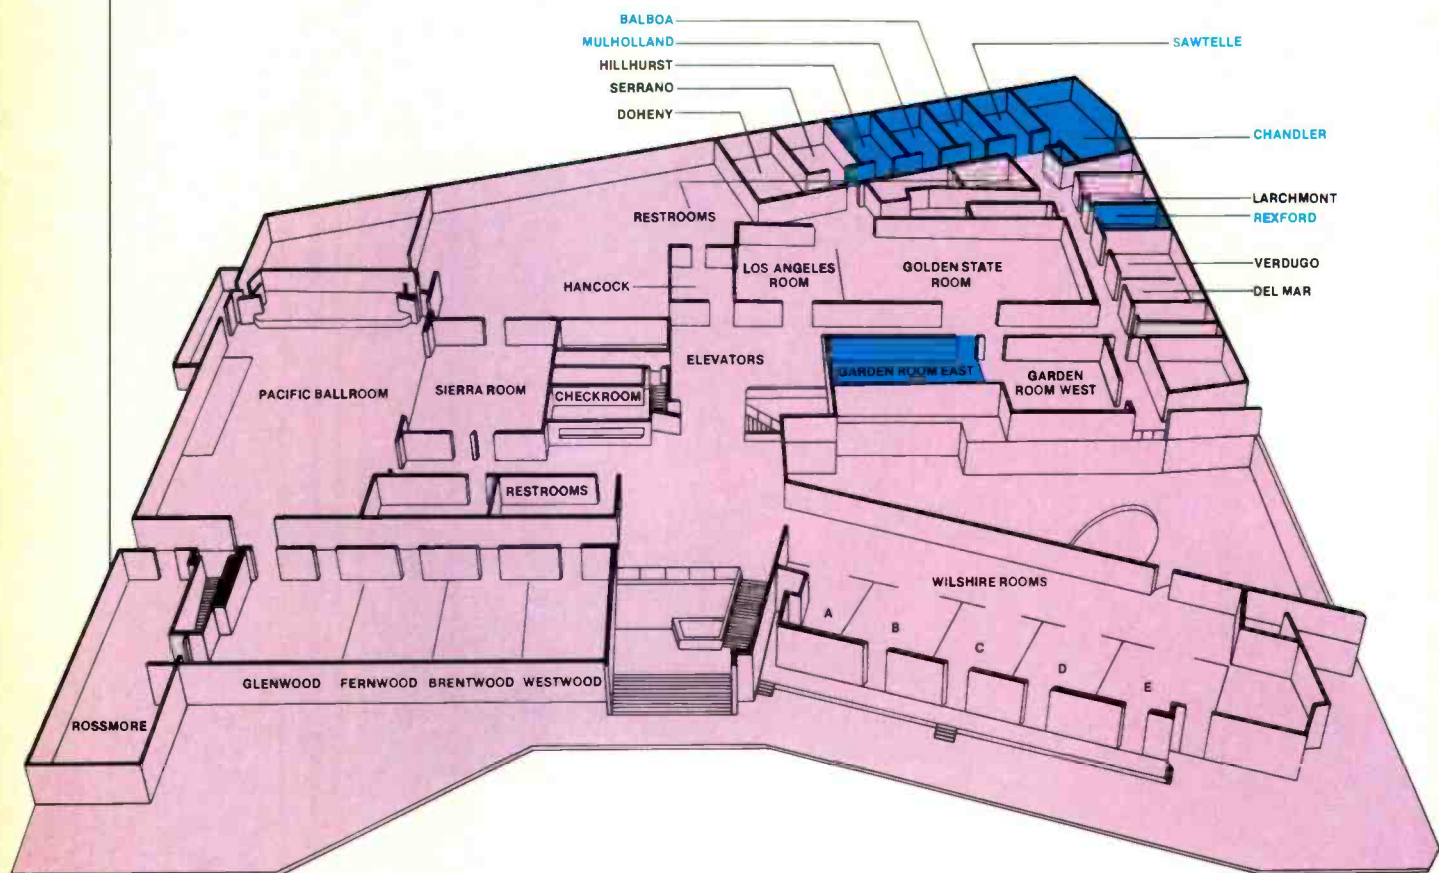 BALBOA
MULHOLLAND
SAWTELLE
HILLHURST
SERRANO
DOHENY
CHANDLER
LARCHMONT
RESTROOMS
REXFORD
LOS ANGELES
ROOM
GOLDEN STATE
ROOM
VERDUGO
HANCOCK
DEL MAR
ELEVATORS
GARDEN ROOM EAST
GARDEN
ROOM WEST
PACIFIC BALLROOM
SIERRA ROOM
CHECKROOM
RESTROOMS
WILSHIRE ROOMS
A
B
C
D
E
GLENWOOD FERNWOOD BRENTWOOD WESTWOOD
ROSSMORE